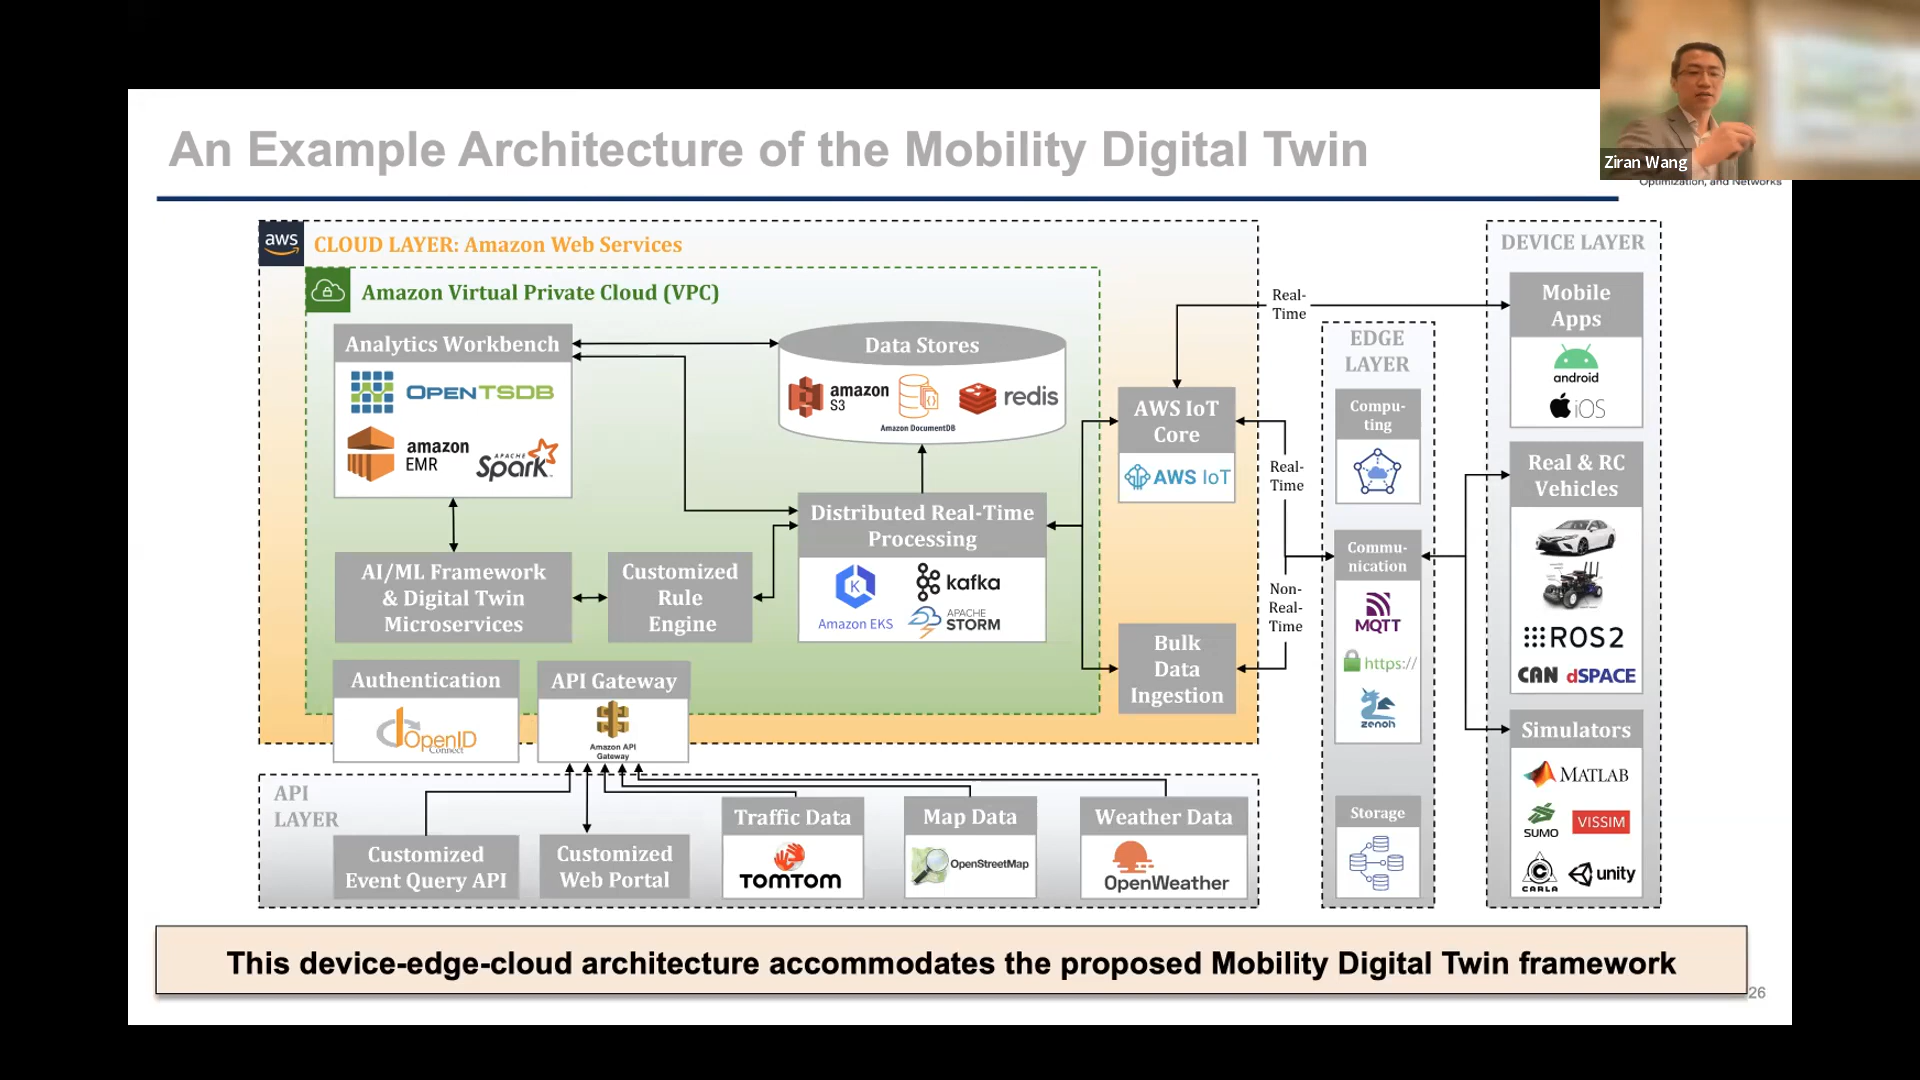 Ziran Wang
Optimization, and Networks
An Example Architecture of the Mobility Digital Twin
aws
CLOUD LAYER: Amazon Web Services
Amazon Virtual Private Cloud (VPC)
Analytics Workbench
OPENTSDB
amazon
EMR
APACHE
Spark
Data Stores
amazon
S3
Amazon DocumentDB
redis
Distributed Real-Time
Processing
Amazon EKS
kafka
APACHE
STORM
AI/ML Framework
& Digital Twin
Microservices
Customized
Rule
Engine
Authentication
OpenID
Connect
API Gateway
Amazon API
Gateway
AWS IoT
Core
AWS IoT
Bulk
Data
Ingestion
Real-
Time
Real-
Time
Non-
Real-
Time
EDGE
LAYER
Compu-
ting
Commu-
nication
MQTT
https://
zenoh
Storage
DEVICE LAYER
Mobile
Apps
android
iOS
Real & RC
Vehicles
ROS2
CAN dSPACE
Simulators
MATLAB
SUMO
VISSIM
CARLA
unity
API
LAYER
Customized
Event Query API
Customized
Web Portal
Traffic Data
TOMTOM
Map Data
OpenStreetMap
Weather Data
OpenWeather
This device-edge-cloud architecture accommodates the proposed Mobility Digital Twin framework
26